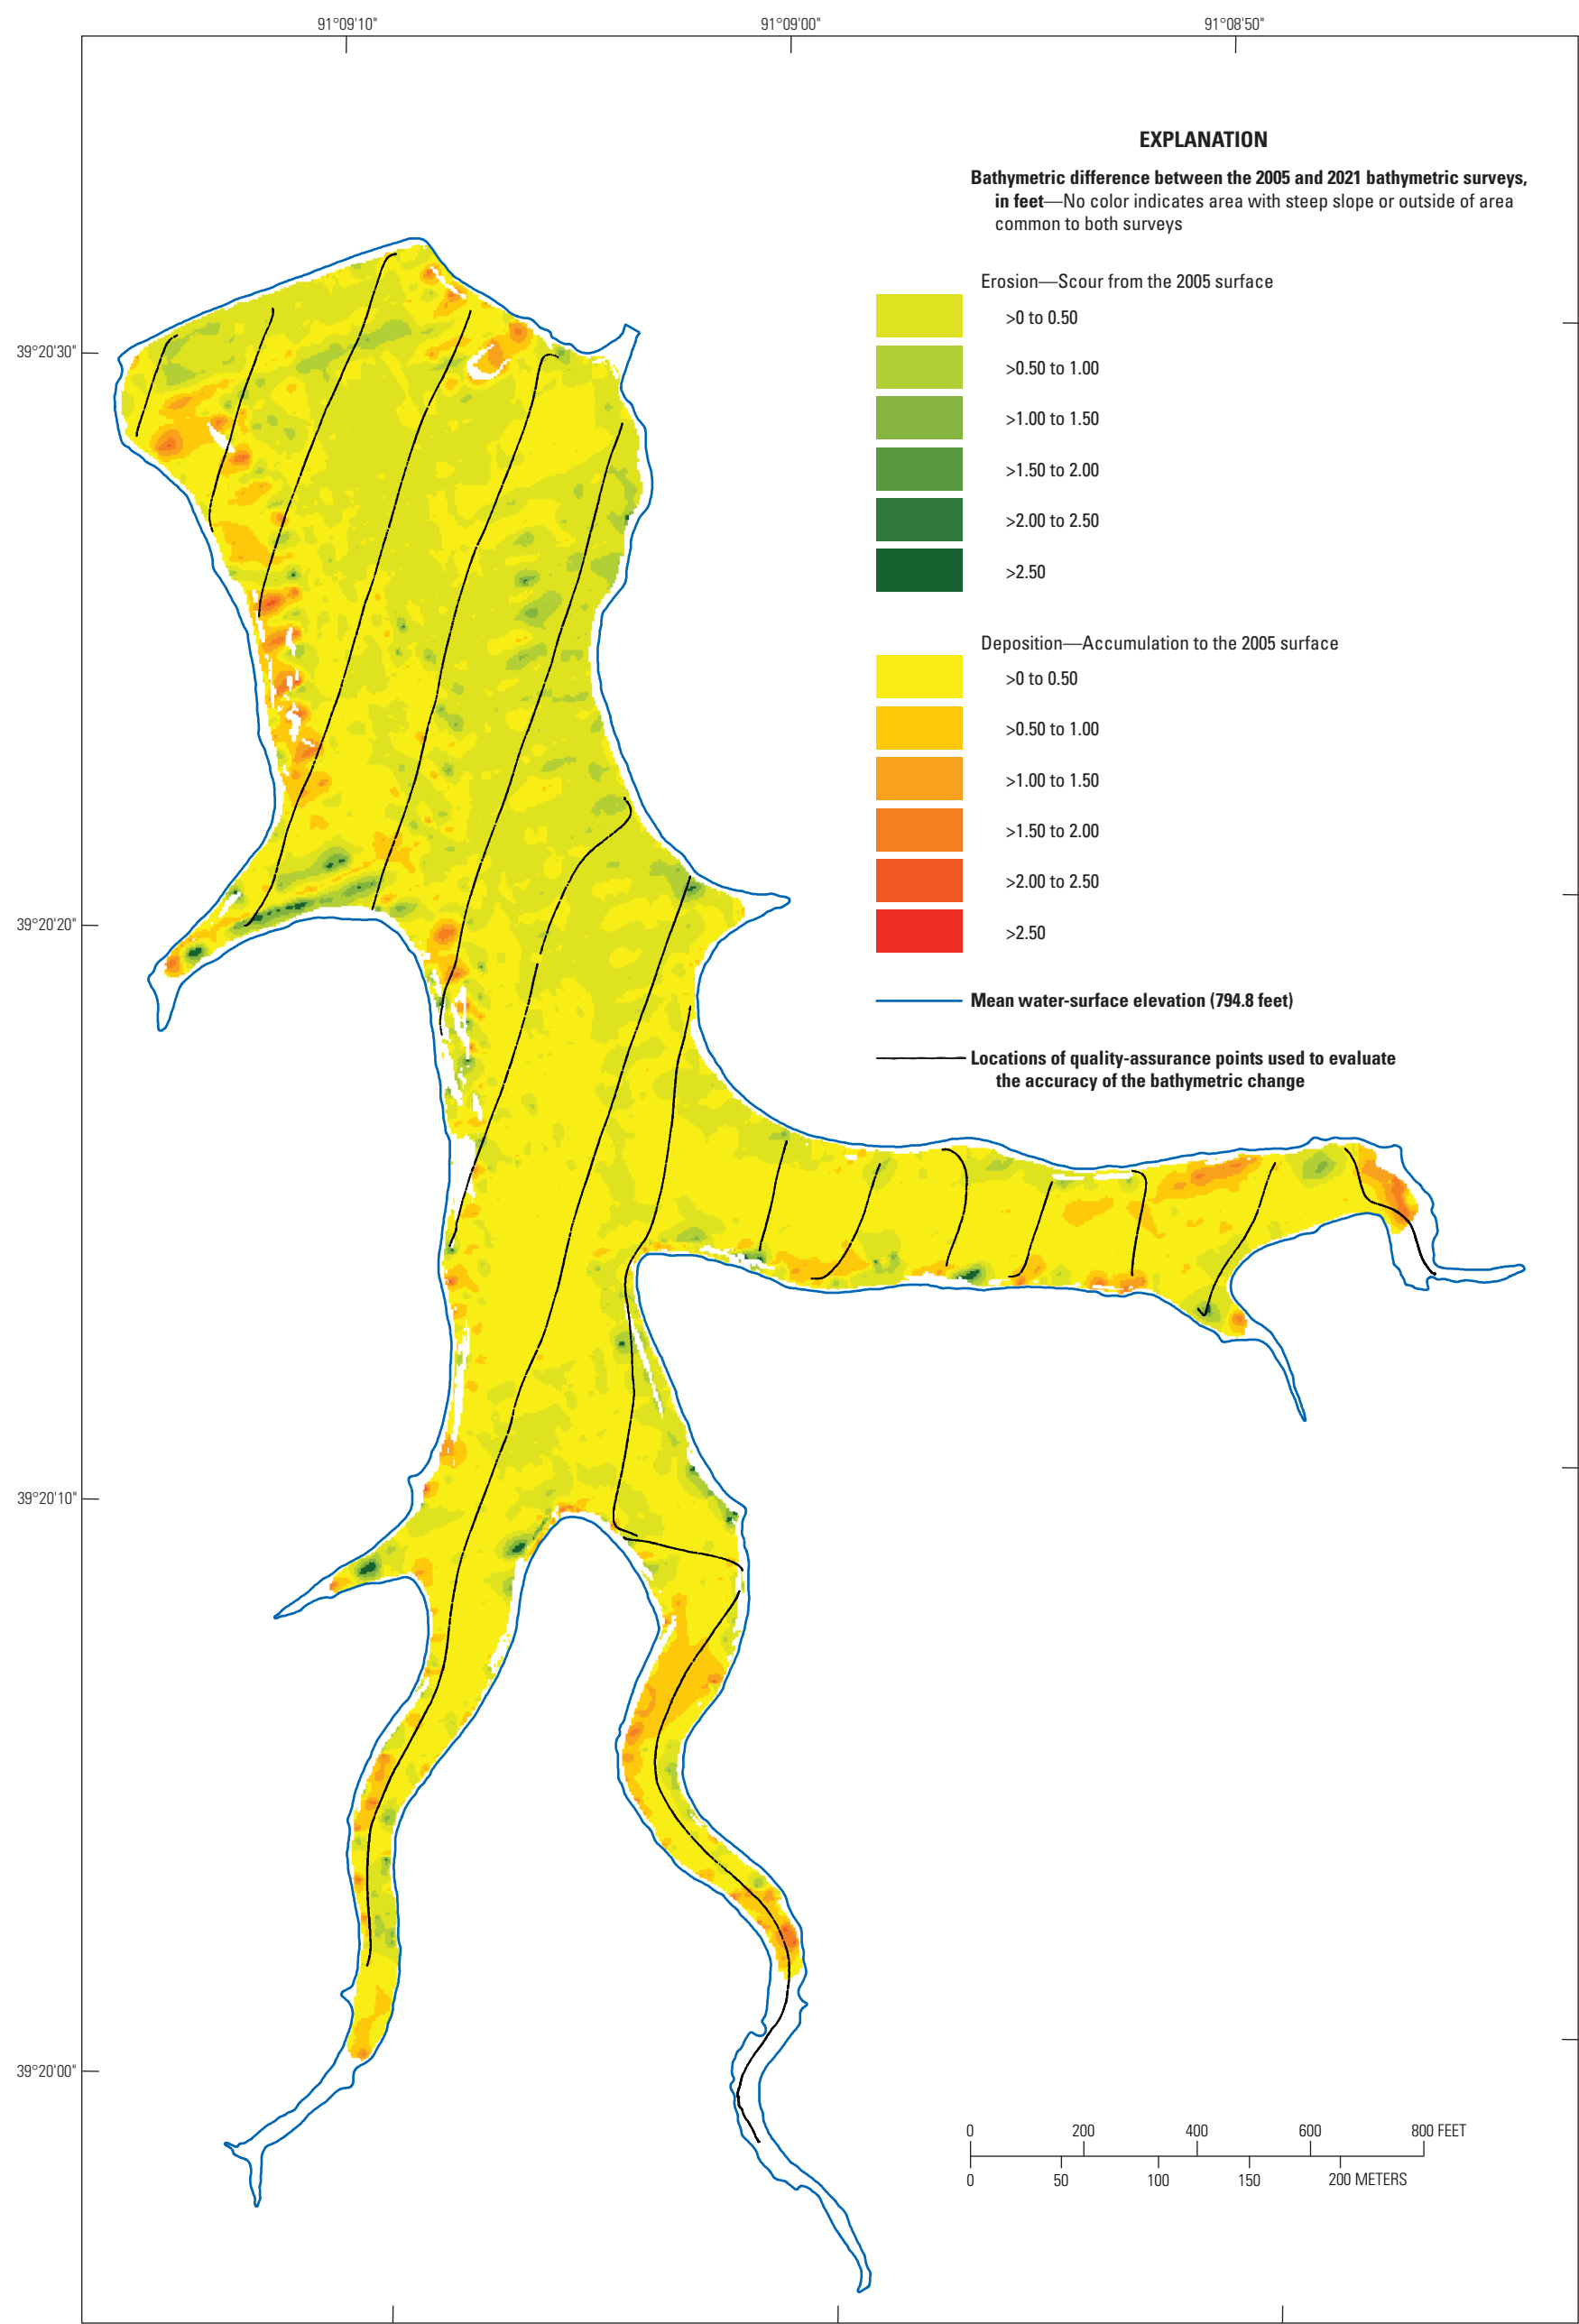 91°09'10"
91°09'00"
91°08'50"
EXPLANATION
Bathymetric difference between the 2005 and 2021 bathymetric surveys,
in feet—No color indicates area with steep slope or outside of area
common to both surveys
Erosion—Scour from the 2005 surface
>0 to 0.50
>0.50 to 1.00
>1.00 to 1.50
>1.50 to 2.00
>2.00 to 2.50
>2.50
Deposition—Accumulation to the 2005 surface
>0 to 0.50
>0.50 to 1.00
>1.00 to 1.50
>1.50 to 2.00
>2.00 to 2.50
>2.50
Mean water-surface elevation (794.8 feet)
Locations of quality-assurance points used to evaluate
the accuracy of the bathymetric change
39°20'30"
39°20'20"
39°20'10"
39°20'00"
0 200 400 600 800 FEET
0 50 100 150 200 METERS